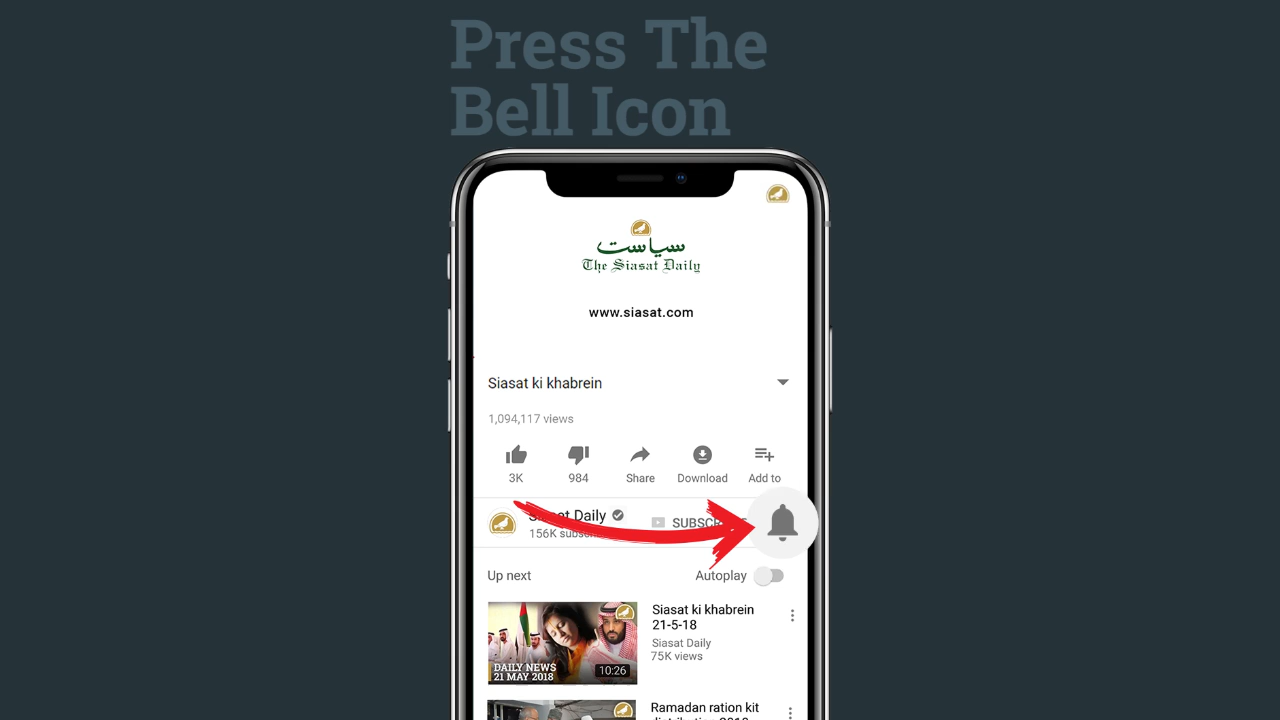 Press The
Bell Icon
سیاست
The Siasat Daily
www.siasat.com
Siasat ki khabrein
1,094,117 views
3K
984
Share
Download
Add to
Daily
156K
Up next
Autoplay
Siasat ki khabrein
21-5-18
Siasat Daily
75K views
DAILY NEWS
21 MAY 2018
10:26
Ramadan ration kit